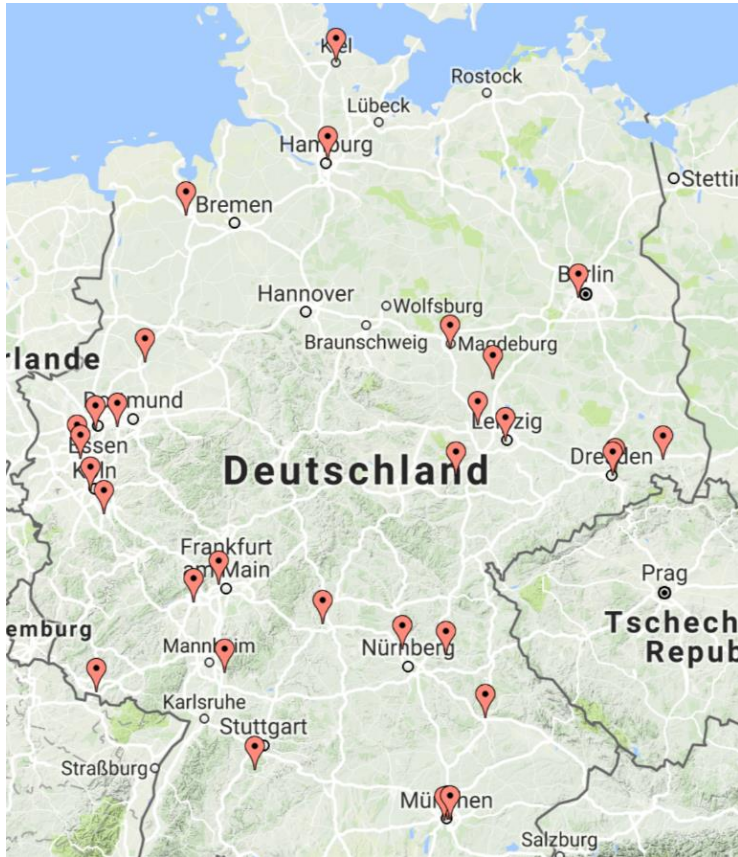 Kiel
Rostock
Lübeck
Hamburg
Stettin
Bremen
Berlin
Hannover
Wolfsburg
Braunschweig
Magdeburg
rlande
Dortmund
Leipzig
Essen
Köln
Deutschland
Dresden
Frankfurt
am Main
Prag
Tschech
Repub
emburg
Mannheim
Nürnberg
Karlsruhe
Stuttgart
Straßburg
München
Salzburg